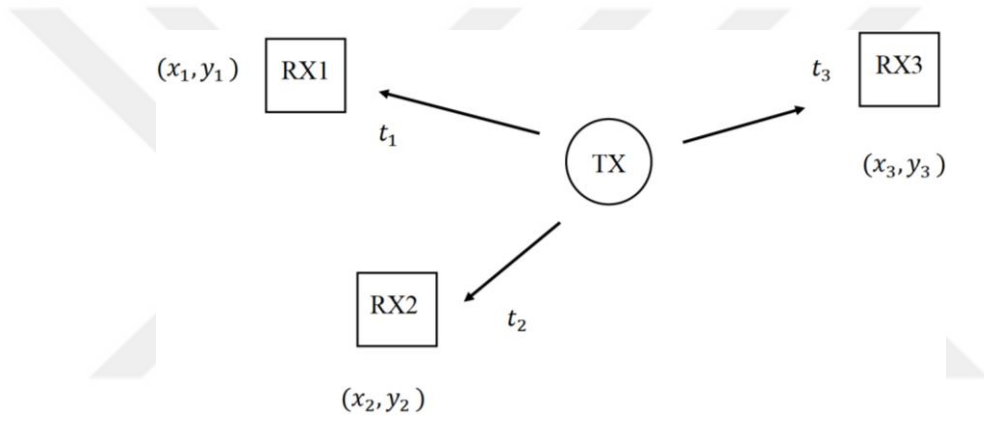 (x₁, y₁) RX1 t₃ RX3
t₁
TX (x₃, y₃)
RX2
t₂
(x₂, y₂)